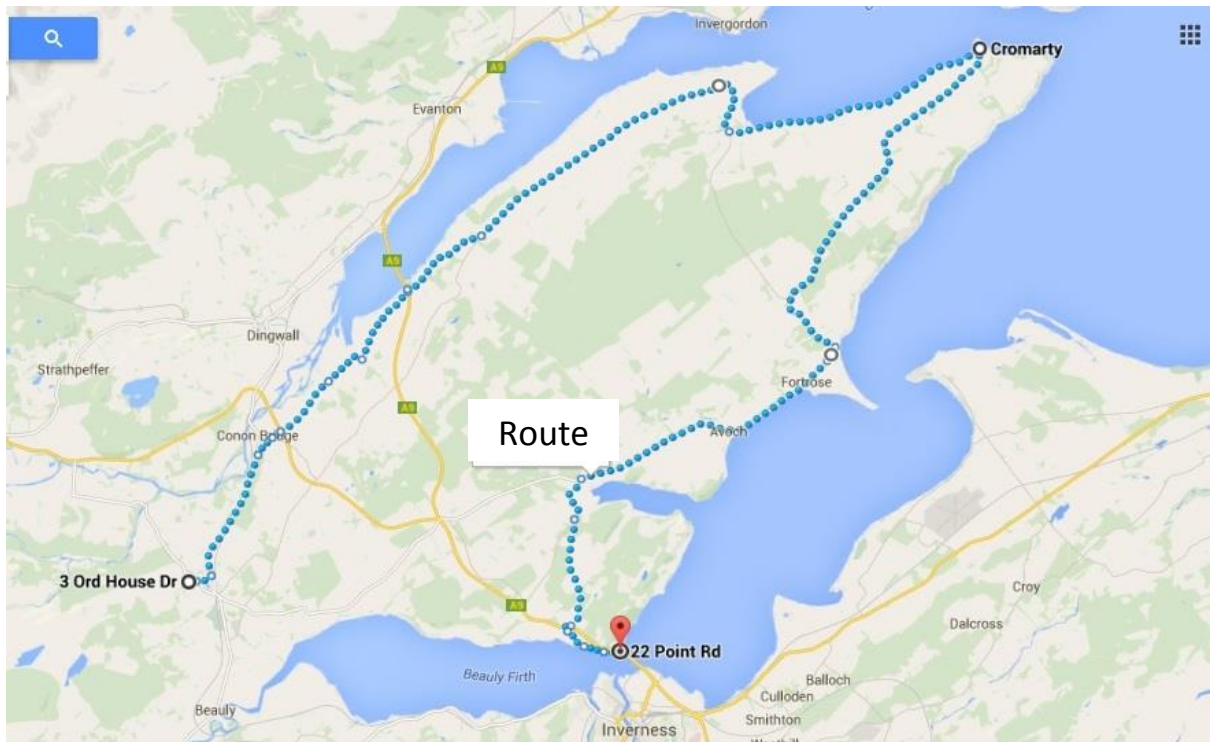 Invergordon
Cromarty
A9
Evanton
A9
Dingwall
Strathpeffer
A9
Fortrose
Route
Avoch
Conon Bridge
3 Ord House Dr
A9
22 Point Rd
Croy
Dalcross
Beauly Firth
Balloch
Culloden
Beauly
Smithton
Inverness